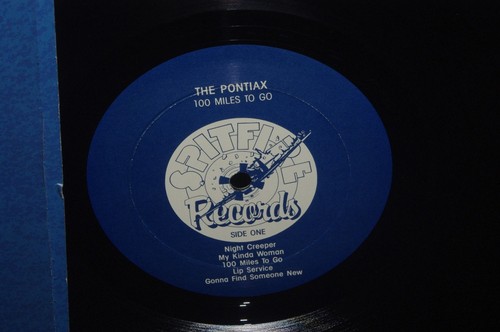 THE PONTIAX
100 MILES TO GO
SPITFIRE
Records
SIDE ONE
Night Creeper
My Kinda Woman
100 Miles To Go
Lip Service
Gonna Find Someone New